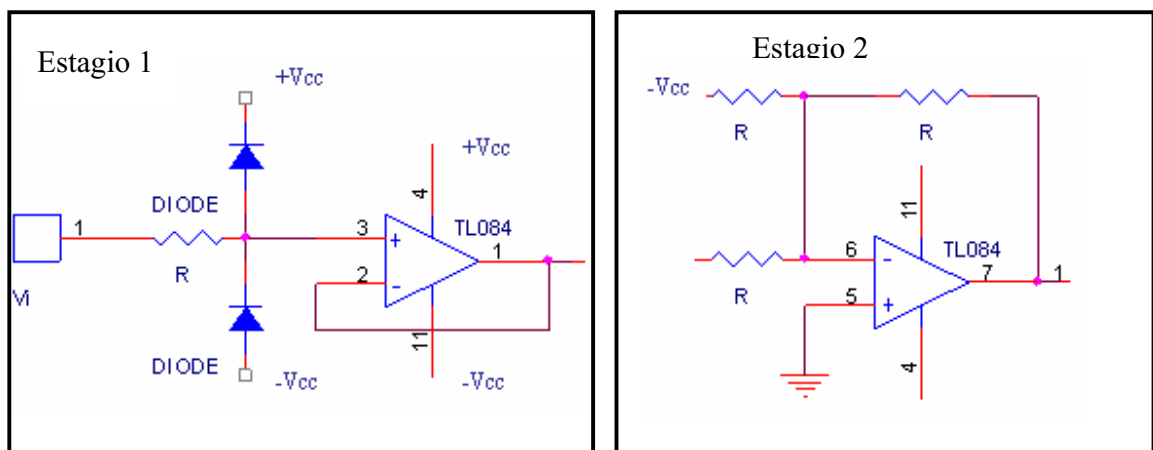 Estagio 1
+Vcc
+Vcc
4
DIODE
TL084
1
3
+
1
R
2
-
Vi
11
DIODE
-Vcc
-Vcc
Estagio 2
-Vcc
R
R
11
TL084
6
-
7
1
R
5
+
4